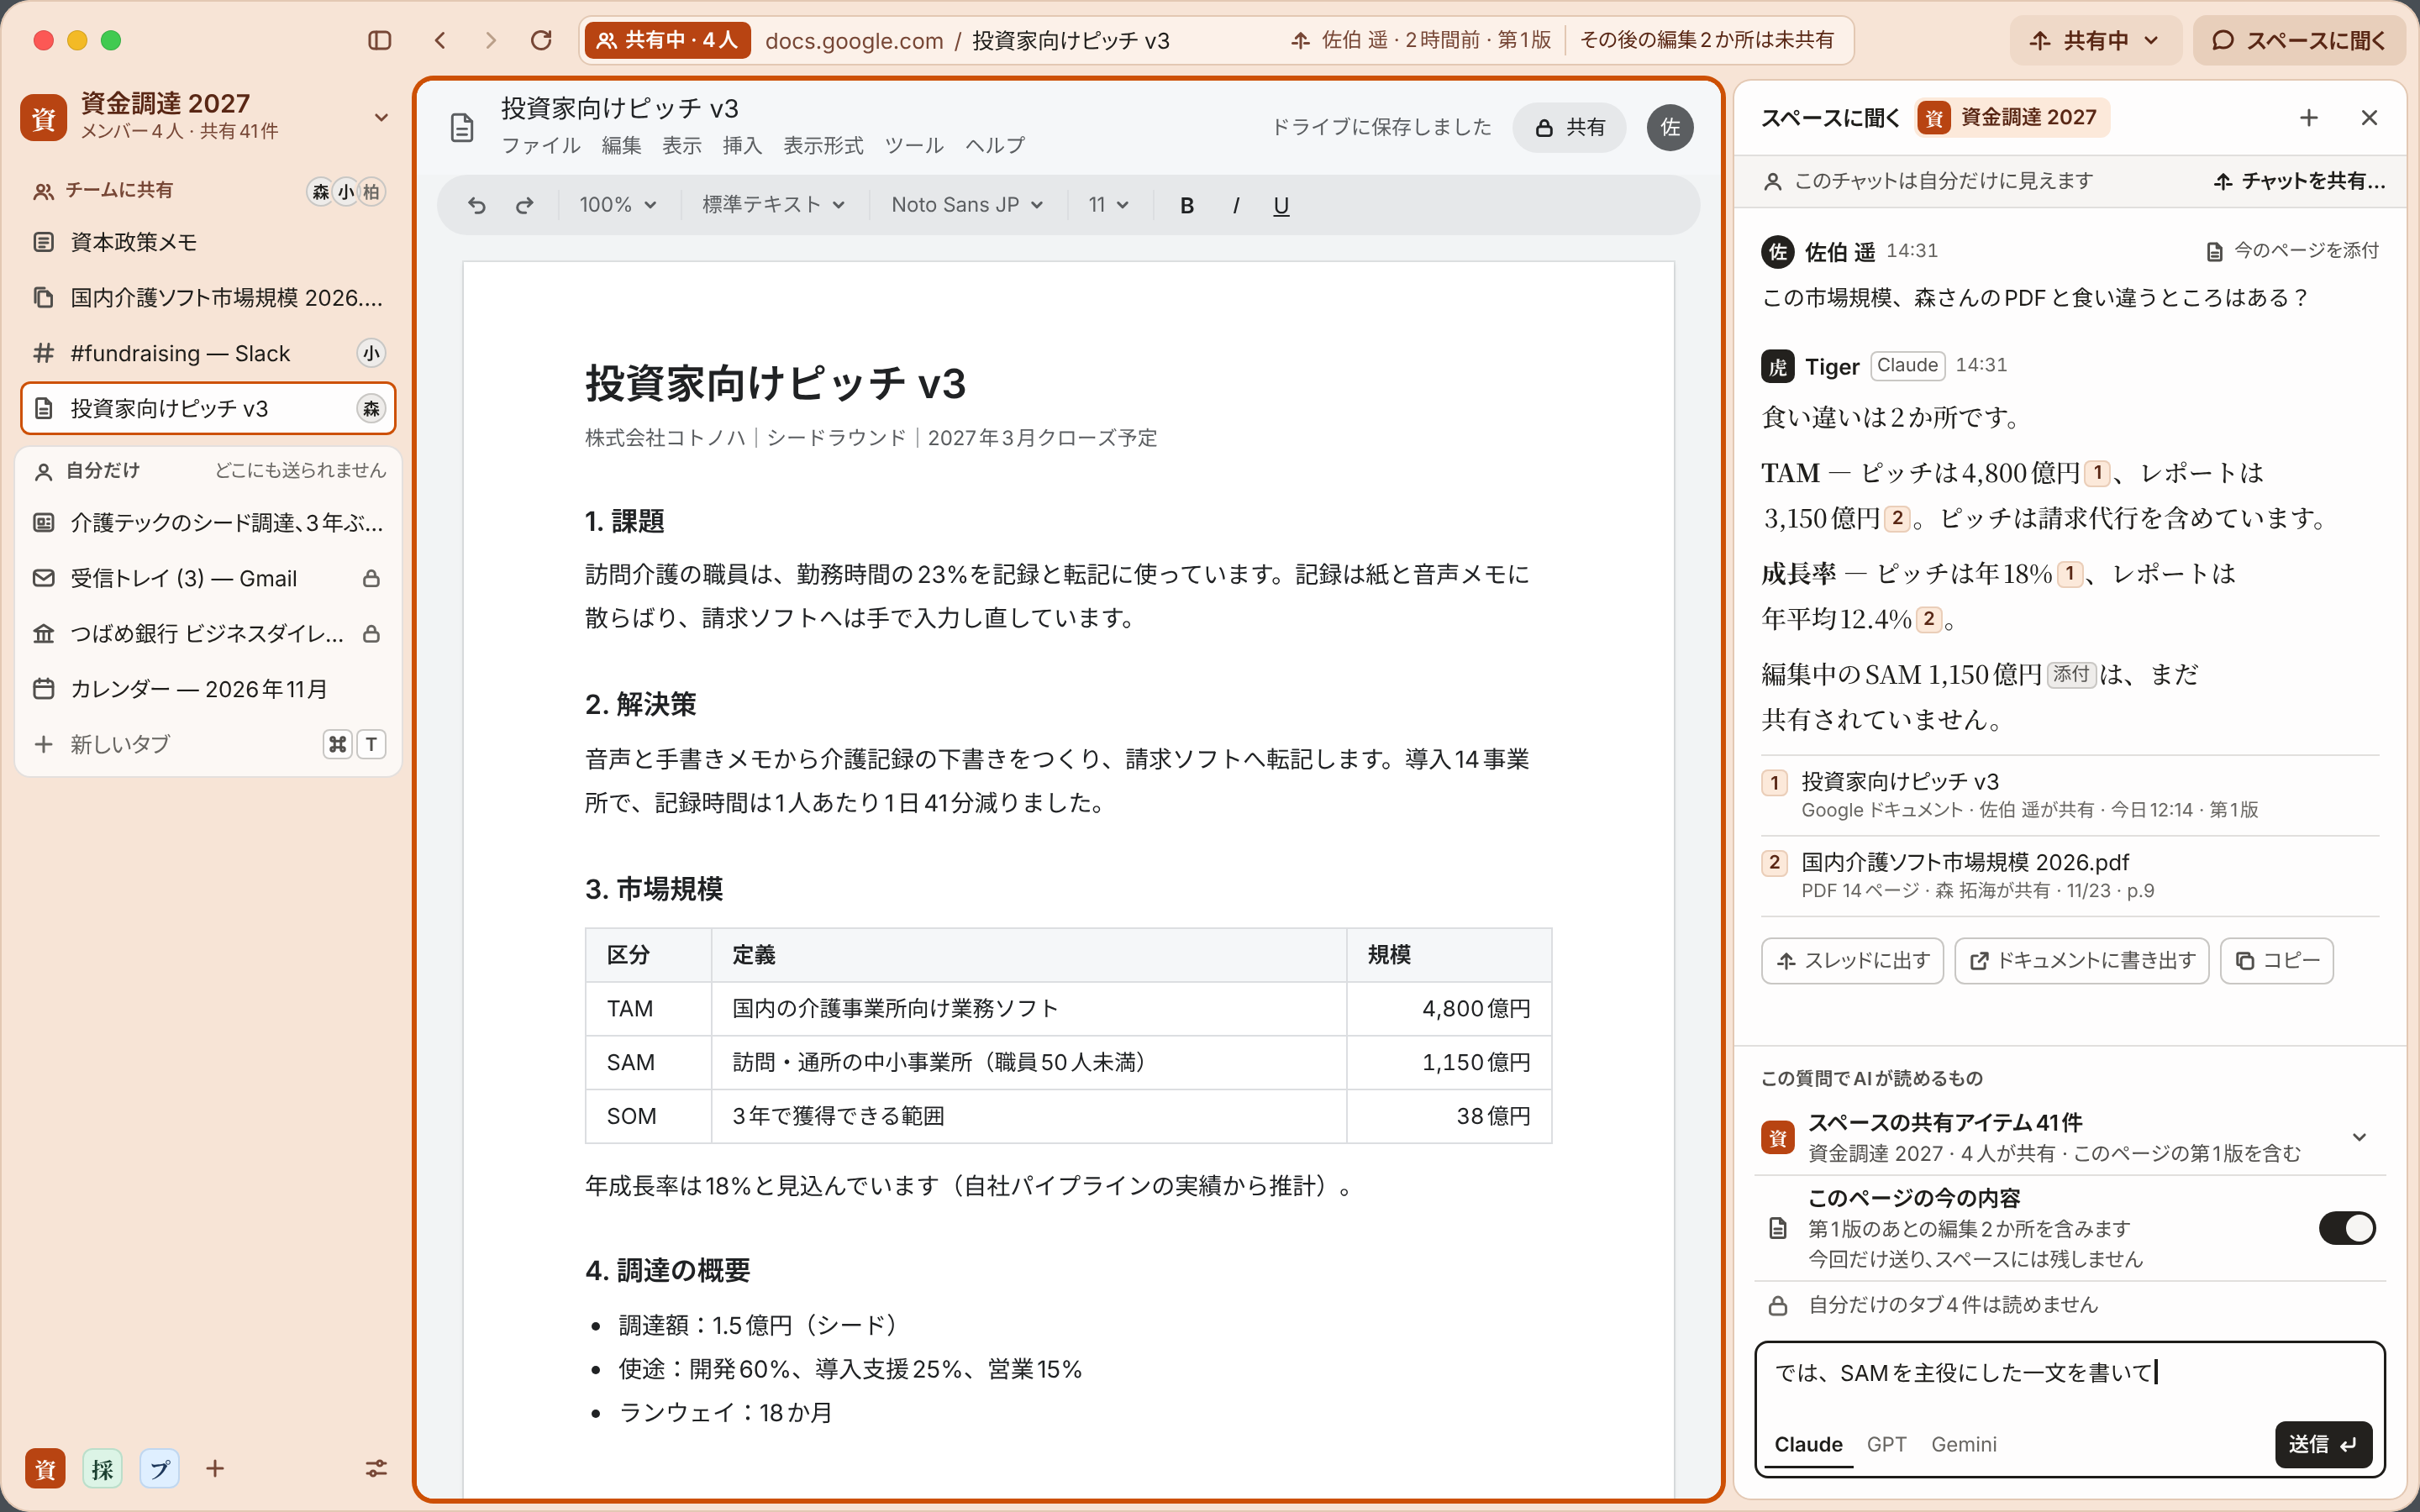 共有中 · 4人
docs.google.com / 投資家向けピッチ v3
佐伯 遥 · 2時間前 · 第1版
その後の編集2か所は未共有
共有中
スペースに聞く
資
資金調達 2027
メンバー4人 · 共有41件
チームに共有
森 小 柏
資本政策メモ
国内介護ソフト市場規模 2026....
#fundraising — Slack
小
投資家向けピッチ v3
森
自分だけ
どこにも送られません
介護テックのシード調達、3年ぶ...
受信トレイ (3) — Gmail
つばめ銀行 ビジネスダイレ...
カレンダー — 2026年11月
新しいタブ
⌘ T
資 採 プ
投資家向けピッチ v3
ファイル 編集 表示 挿入 表示形式 ツール ヘルプ
ドライブに保存しました
共有
佐
100% 標準テキスト Noto Sans JP 11 B I U
投資家向けピッチ v3
株式会社コトノハ｜シードラウンド｜2027年3月クローズ予定
1. 課題
訪問介護の職員は、勤務時間の23%を記録と転記に使っています。記録は紙と音声メモに
散らばり、請求ソフトへは手で入力し直しています。
2. 解決策
音声と手書きメモから介護記録の下書きをつくり、請求ソフトへ転記します。導入14事業
所で、記録時間は1人あたり1日41分減りました。
3. 市場規模
区分 定義 規模
TAM 国内の介護事業所向け業務ソフト 4,800億円
SAM 訪問・通所の中小事業所（職員50人未満） 1,150億円
SOM 3年で獲得できる範囲 38億円
年成長率は18%と見込んでいます（自社パイプラインの実績から推計）。
4. 調達の概要
• 調達額：1.5億円（シード）
• 使途：開発60%、導入支援25%、営業15%
• ランウェイ：18か月
スペースに聞く 資 資金調達 2027
このチャットは自分だけに見えます
チャットを共有...
佐 佐伯 遥 14:31
今のページを添付
この市場規模、森さんのPDFと食い違うところはある？
虎 Tiger Claude 14:31
食い違いは2か所です。
TAM — ピッチは4,800億円 1 、レポートは
3,150億円 2 。ピッチは請求代行を含めています。
成長率 — ピッチは年18% 1 、レポートは
年平均12.4% 2 。
編集中のSAM 1,150億円 添付 は、まだ
共有されていません。
1 投資家向けピッチ v3
Google ドキュメント · 佐伯 遥が共有 · 今日12:14 · 第1版
2 国内介護ソフト市場規模 2026.pdf
PDF 14ページ · 森 拓海が共有 · 11/23 · p.9
スレッドに出す ドキュメントに書き出す コピー
この質問でAIが読めるもの
資 スペースの共有アイテム41件
資金調達 2027 · 4人が共有 · このページの第1版を含む
このページの今の内容
第1版のあとの編集2か所を含みます
今回だけ送り、スペースには残しません
自分だけのタブ4件は読めません
では、SAMを主役にした一文を書いて
Claude GPT Gemini
送信